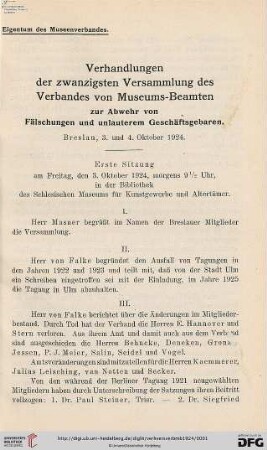 Eigentum des Museenverbandes.
Verhandlungen
der zwanzigsten Versammlung des
Verbandes von Museums-Beamten
zur Abwehr von
Fälschungen und unlauterem Geschäftsgebaren.
Breslau, 3. und 4. Oktober 1924.
Erste Sitzung
am Freitag, den 3. Oktober 1924, morgens 9½ Uhr,
in der Bibliothek
des Schlesischen Museums für Kunstgewerbe und Altertümer.
I.
Herr Masner begrüßt im Namen der Breslauer Mitglieder
die Versammlung.
II.
Herr von Falke begründet den Ausfall von Tagungen in
den Jahren 1922 und 1923 und teilt mit, daß von der Stadt Ulm
ein Schreiben eingetroffen sei mit der Einladung, im Jahre 1925
die Tagung in Ulm abzuhalten.
III.
Herr von Falke berichtet über die Änderungen im Mitglieder-
bestand. Durch Tod hat der Verband die Herren E. Hannover und
Stern verloren. Aus ihrem Amt und damit auch aus dem Verband
sind ausgeschieden die Herren Behncke, Deneken, Gronau,
Jessen, P. J. Meier, Salin, Seidel und Vogel.
Amtsveränderungen sind mitzuteilen für die Herren Kaemmerer,
Julius Leisching, van Notten und Secker.
Von den während der Berliner Tagung 1921 neugewählten
Mitgliedern haben durch Unterschreibung der Satzungen ihren Beitritt
vollzogen: 1. Dr. Paul Steiner, Trier. — 2. Dr. Siegfried